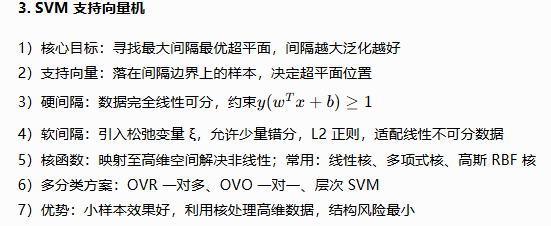 3. SVM 支持向量机
1）核心目标：寻找最大间隔最优超平面，间隔越大泛化越好
2）支持向量：落在间隔边界上的样本，决定超平面位置
3）硬间隔：数据完全线性可分，约束y(wᵀx + b) ≥ 1
4）软间隔：引入松弛变量 ξ，允许少量错分，L2 正则，适配线性不可分数据
5）核函数：映射至高维空间解决非线性；常用：线性核、多项式核、高斯 RBF 核
6）多分类方案：OVR 一对多、OVO 一对一、层次 SVM
7）优势：小样本效果好，利用核处理高维数据，结构风险最小